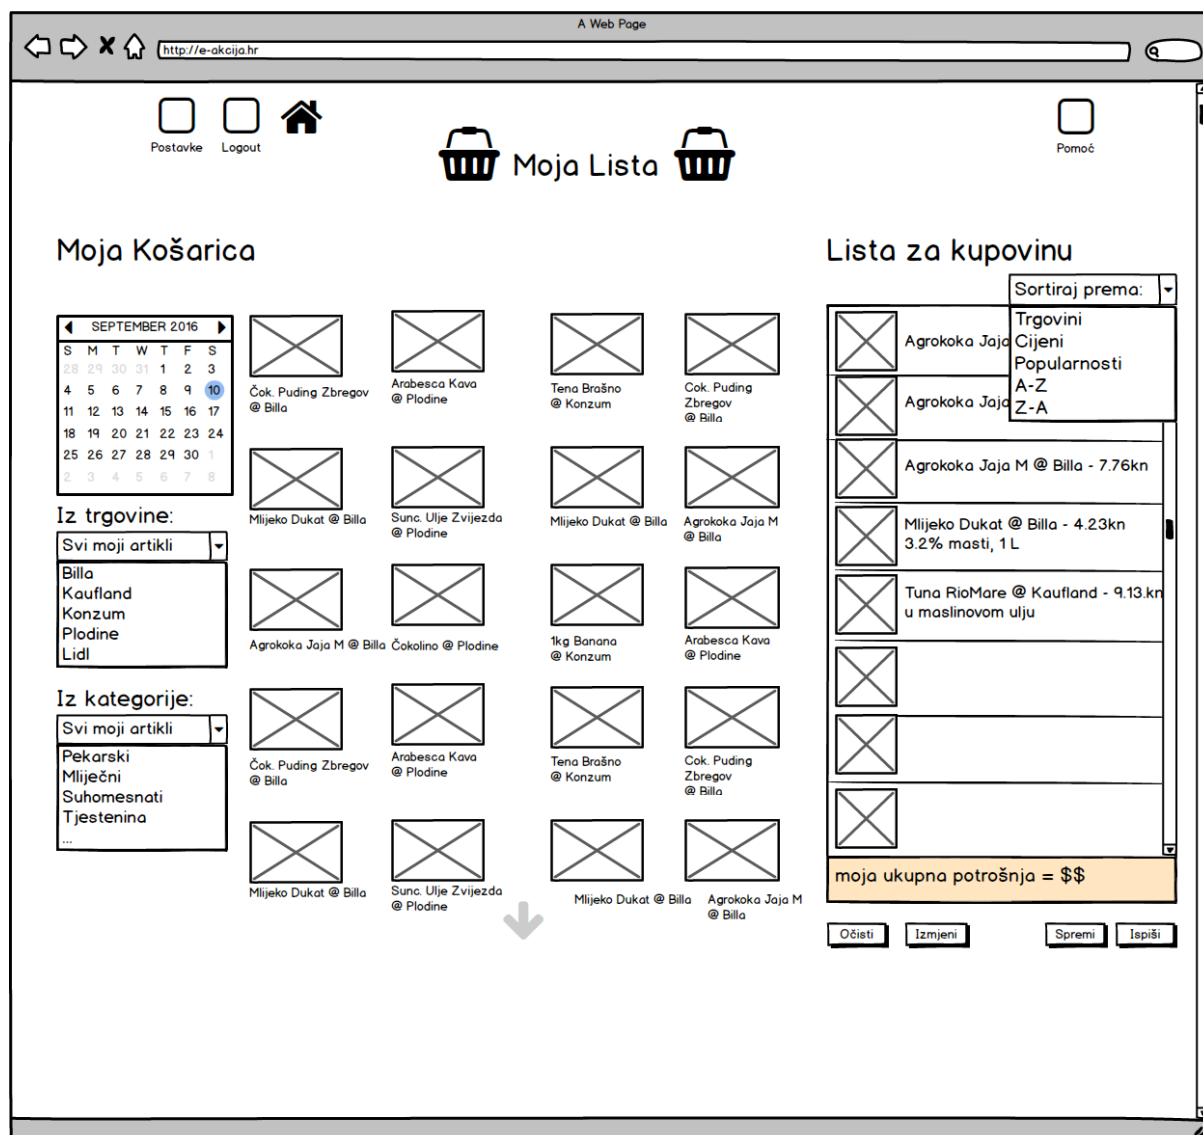 A Web Page
http://e-akcija.hr
Postavke
Logout
Pomoć
Moja Lista
Moja Košarica
Lista za kupovinu
Sortiraj prema:
Trgovini
Cijeni
Popularnosti
A-Z
Z-A
SEPTEMBER 2016
S M T W T F S
28 29 30 31 1 2 3
4 5 6 7 8 9 10
11 12 13 14 15 16 17
18 19 20 21 22 23 24
25 26 27 28 29 30 1
2 3 4 5 6 7 8
Iz trgovine:
Svi moji artikli
Billa
Kaufland
Konzum
Plodine
Lidl
Iz kategorije:
Svi moji artikli
Pekarski
Mliječni
Suhomesnati
Tjestenina
...
Čok. Puding Zbregov
@ Billa
Arabesca Kava
@ Plodine
Tena Brašno
@ Konzum
Cok. Puding
Zbregov
@ Billa
Mlijeko Dukat @ Billa
Sunc. Ulje Zvijezda
@ Plodine
Mlijeko Dukat @ Billa
Agrokoka Jaja M
@ Billa
Agrokoka Jaja M @ Billa
Čokolino @ Plodine
1kg Banana
@ Konzum
Arabesca Kava
@ Plodine
Čok. Puding Zbregov
@ Billa
Arabesca Kava
@ Plodine
Tena Brašno
@ Konzum
Cok. Puding
Zbregov
@ Billa
Mlijeko Dukat @ Billa
Sunc. Ulje Zvijezda
@ Plodine
Mlijeko Dukat @ Billa
Agrokoka Jaja M
@ Billa
Agrokoka Jaja
Agrokoka Jaja
Agrokoka Jaja M @ Billa - 7.76kn
Mlijeko Dukat @ Billa - 4.23kn
3.2% masti, 1 L
Tuna RioMare @ Kaufland - 9.13.kn
u maslinovom ulju
moja ukupna potrošnja = $$
Očisti
Izmjeni
Spremi
Ispiši